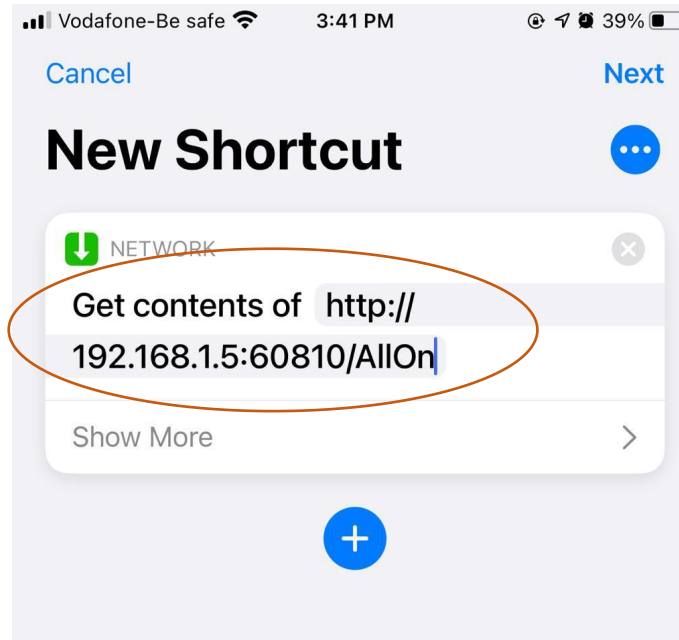 Vodafone-Be safe 3:41 PM 39%
Cancel Next
New Shortcut
NETWORK
Get contents of http://
192.168.1.5:60810/AllOn
Show More